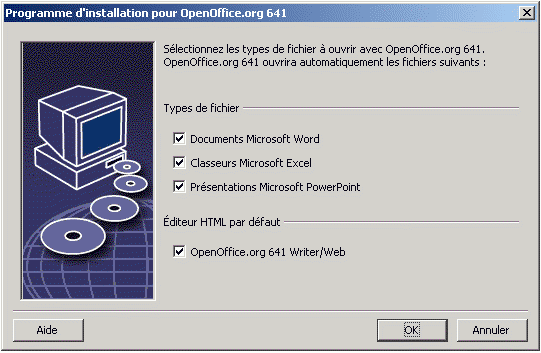 Programme d'installation pour OpenOffice.org 641
Sélectionnez les types de fichier à ouvrir avec OpenOffice.org 641.
OpenOffice.org 641 ouvrira automatiquement les fichiers suivants :
Types de fichier
Documents Microsoft Word
Classeurs Microsoft Excel
Présentations Microsoft PowerPoint
Éditeur HTML par défaut
OpenOffice.org 641 Writer/Web
Aide
OK
Annuler